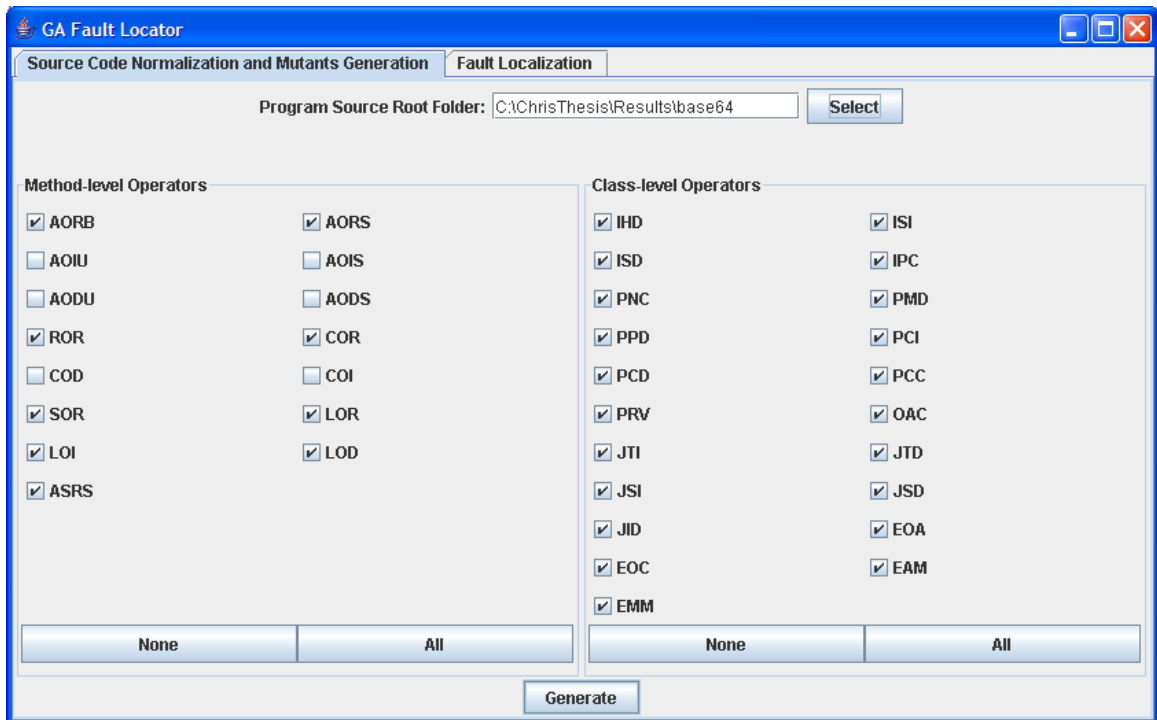 GA Fault Locator
Source Code Normalization and Mutants Generation Fault Localization
Program Source Root Folder: C:\ChrisThesis\Results\base64 Select
Method-level Operators
AORB AORS
AOIU AOIS
AODU AODS
ROR COR
COD COI
SOR LOR
LOI LOD
ASRS
None All
Class-level Operators
IHD ISI
ISD IPC
PNC PMD
PPD PCI
PCD PCC
PRV OAC
JTI JTD
JSI JSD
JID EOA
EOC EAM
EMM
None All
Generate